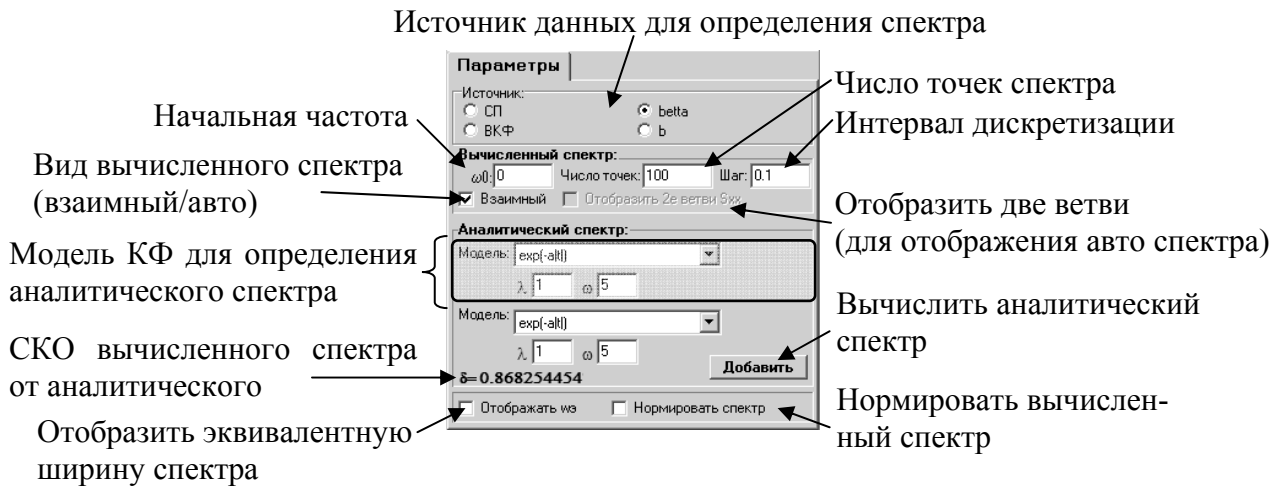 Источник данных для определения спектра
Параметры
Источник:
СП
betta
ВКФ
b
Вычисленный спектр:
ω0: 0 Число точек: 100 Шаг: 0.1
Взаимный Отобразить 2е ветви Sxx
Аналитический спектр:
Модель: exp(-a|t|)
λ 1 ω 5
Модель: exp(-a|t|)
λ 1 ω 5
Добавить
δ=0.868254454
Отображать wэ Нормировать спектр
Начальная частота
Вид вычисленного спектра
(взаимный/авто)
Модель КФ для определения
аналитического спектра
СКО вычисленного спектра
от аналитического
Отобразить эквивалентную
ширину спектра
Число точек спектра
Интервал дискретизации
Отобразить две ветви
(для отображения авто спектра)
Вычислить аналитический
спектр
Нормировать вычислен-
ный спектр